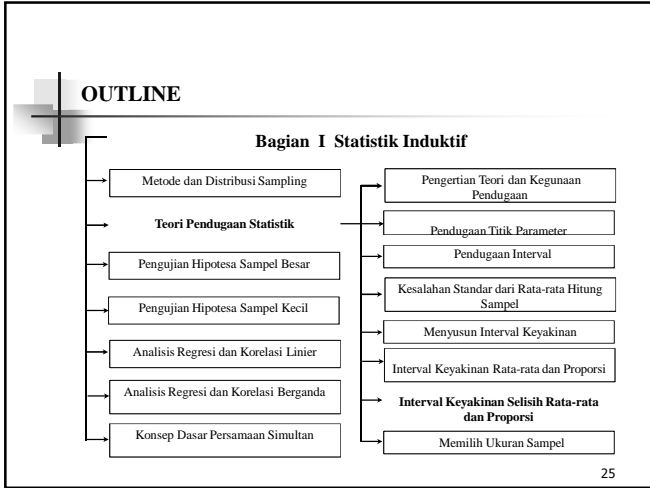 OUTLINE
Bagian I Statistik Induktif
Metode dan Distribusi Sampling
Teori Pendugaan Statistik
Pengujian Hipotesa Sampel Besar
Pengujian Hipotesa Sampel Kecil
Analisis Regresi dan Korelasi Linier
Analisis Regresi dan Korelasi Berganda
Konsep Dasar Persamaan Simultan
Pengertian Teori dan Kegunaan
Pendugaan
Pendugaan Titik Parameter
Pendugaan Interval
Kesalahan Standar dari Rata-rata Hitung
Sampel
Menyusun Interval Keyakinan
Interval Keyakinan Rata-rata dan Proporsi
Interval Keyakinan Selisih Rata-rata
dan Proporsi
Memilih Ukuran Sampel
25